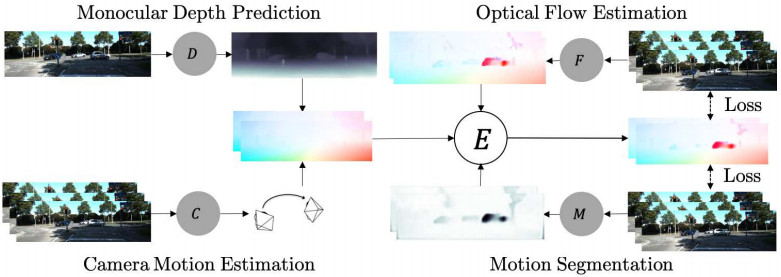 Monocular Depth Prediction
Optical Flow Estimation
D
F
Loss
E
Loss
C
M
Camera Motion Estimation
Motion Segmentation